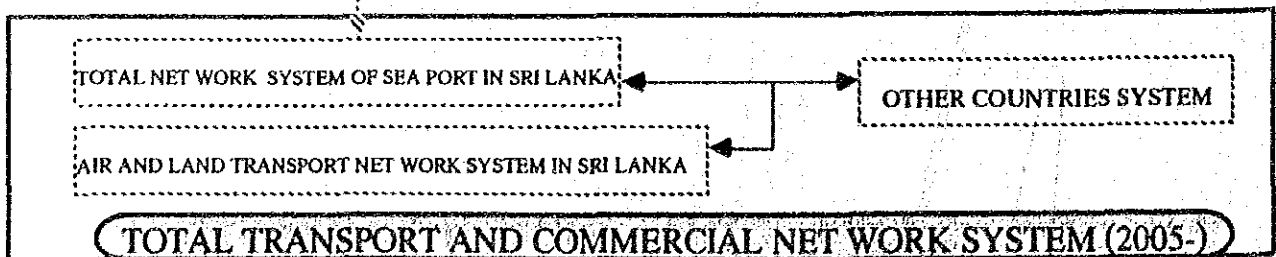 TOTAL NET WORK SYSTEM OF SEA PORT IN SRI LANKA
OTHER COUNTRIES SYSTEM
AIR AND LAND TRANSPORT NET WORK SYSTEM IN SRI LANKA
TOTAL TRANSPORT AND COMMERCIAL NET WORK SYSTEM (2005-)